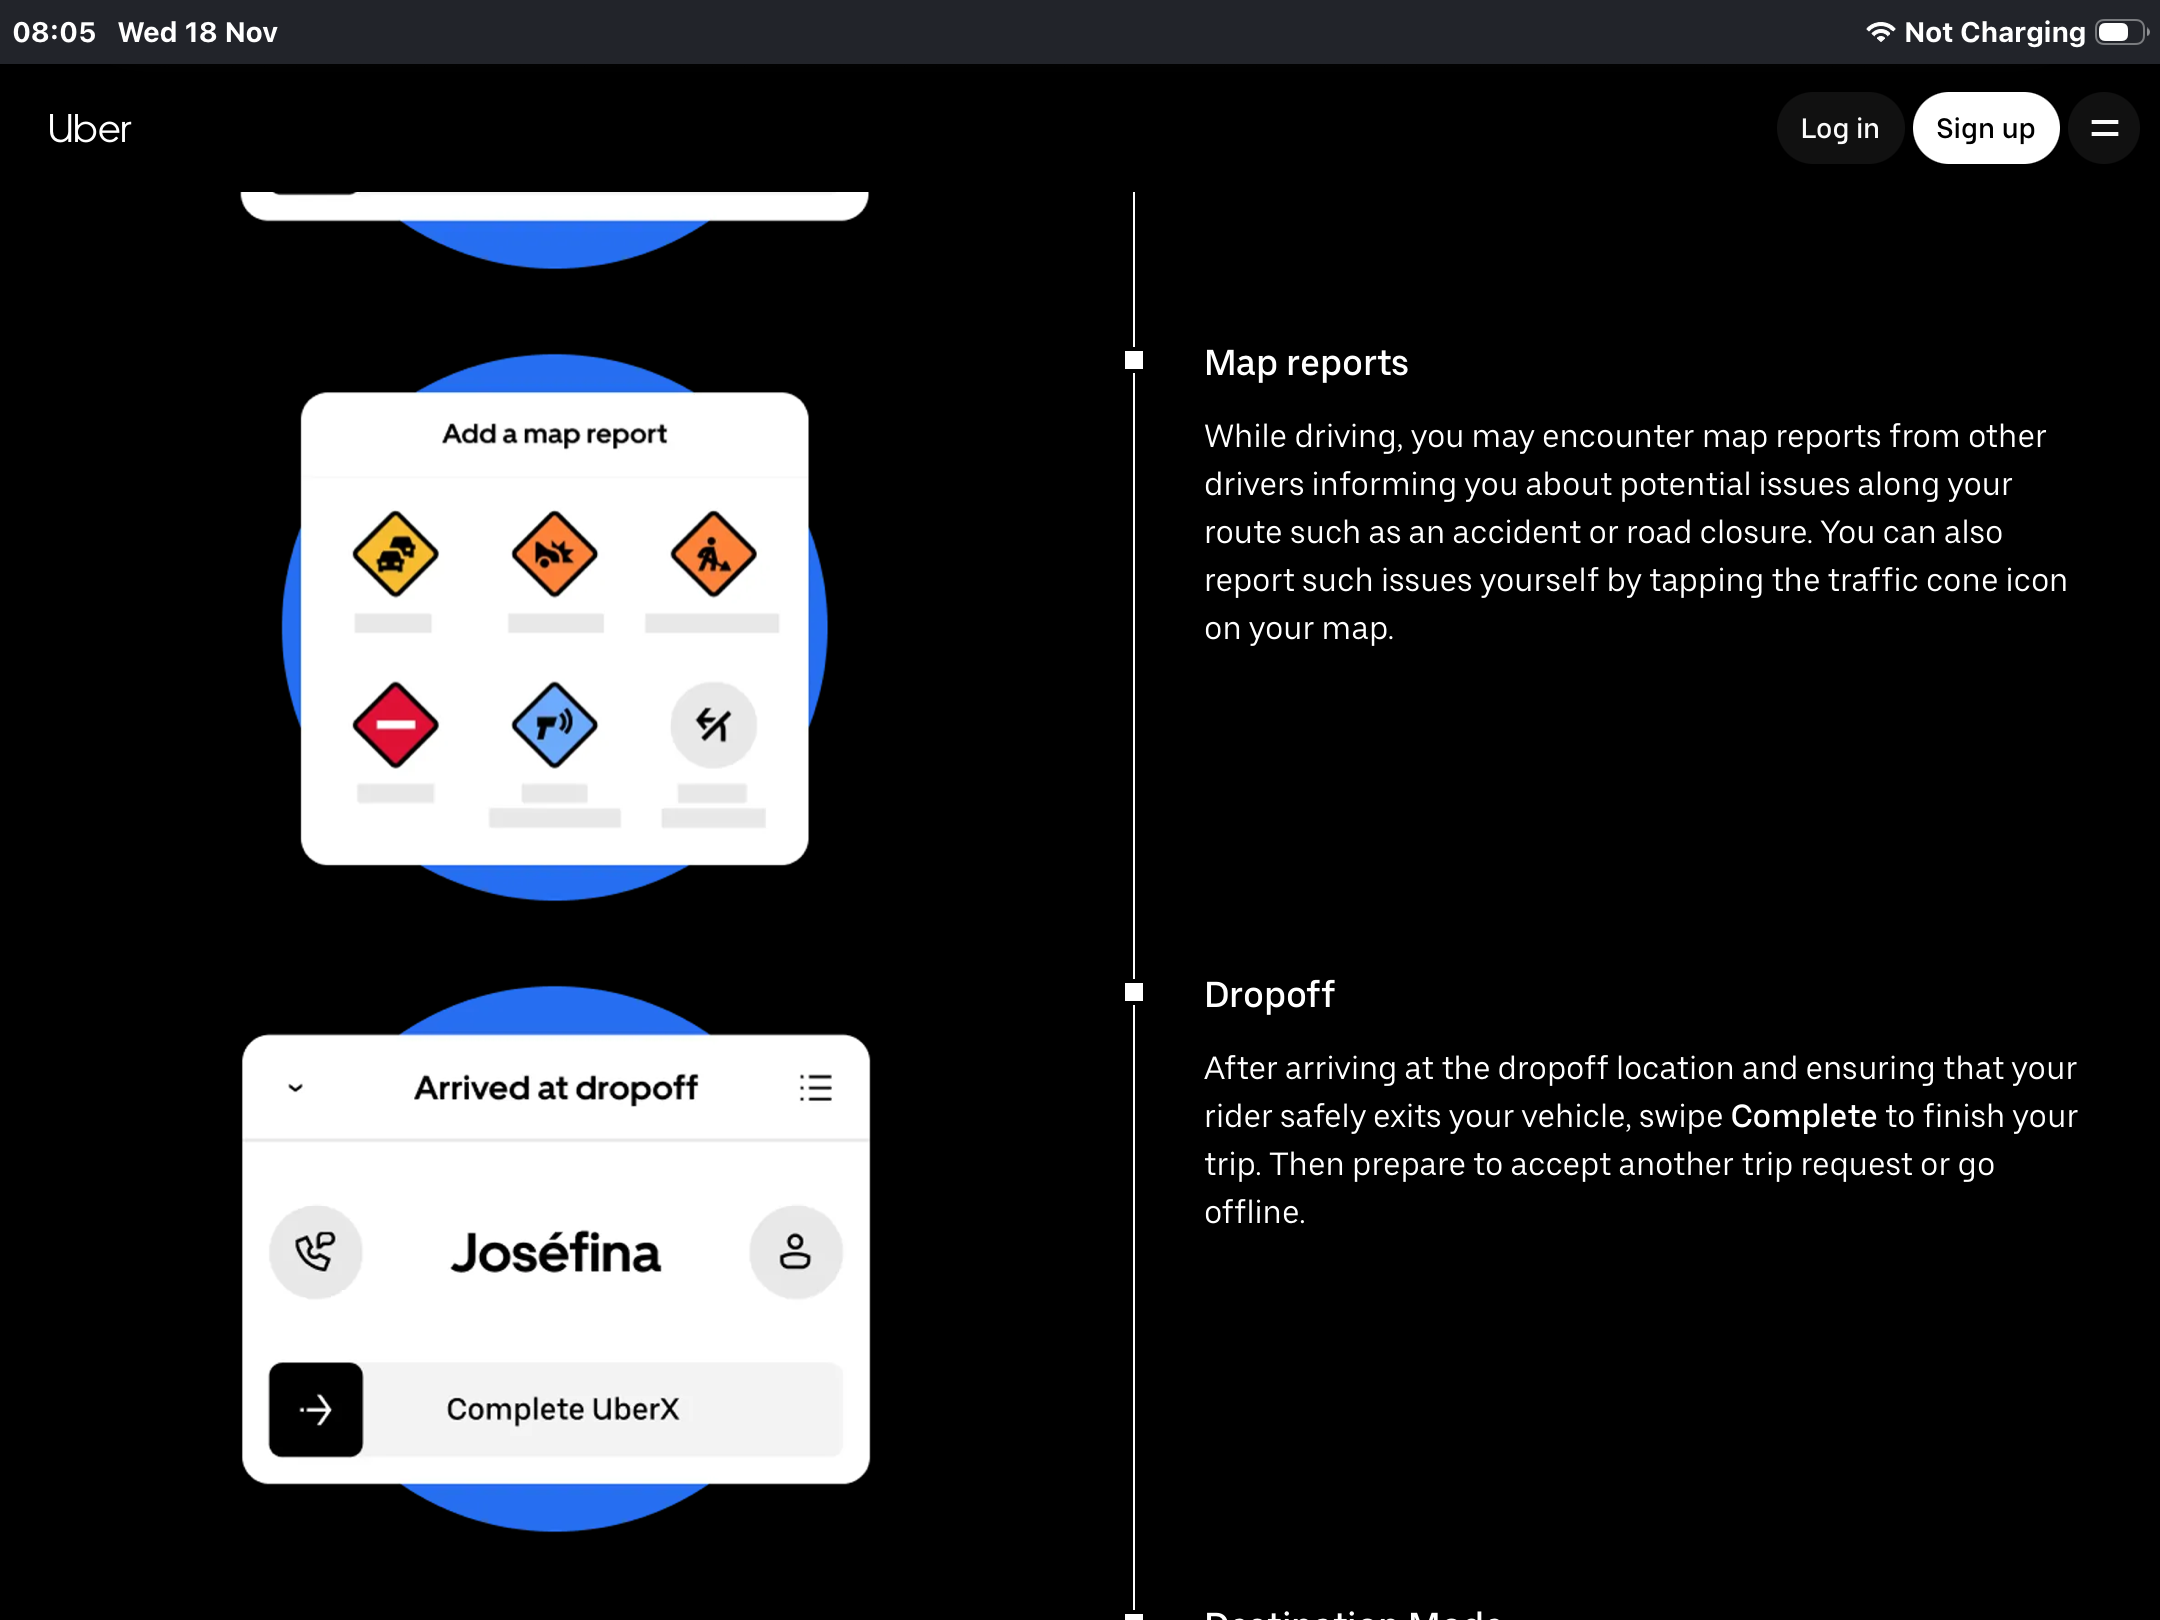 08:05 Wed 18 Nov
Not Charging
Uber
Log in
Sign up
Add a map report
Map reports
While driving, you may encounter map reports from other
drivers informing you about potential issues along your
route such as an accident or road closure. You can also
report such issues yourself by tapping the traffic cone icon
on your map.
Arrived at dropoff
Joséfina
Complete UberX
Dropoff
After arriving at the dropoff location and ensuring that your
rider safely exits your vehicle, swipe Complete to finish your
trip. Then prepare to accept another trip request or go
offline.
Destination Mode